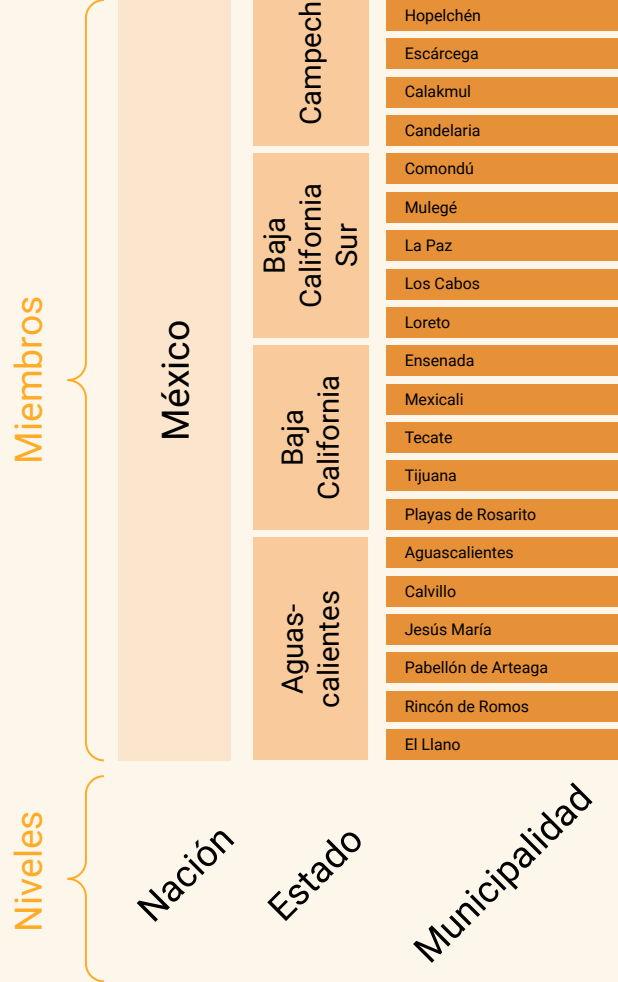 Miembros
México
Campech
Baja
California
Sur
Baja
California
Aguas-
calientes
Hopelchén
Escárcega
Calakmul
Candelaria
Comondú
Mulegé
La Paz
Los Cabos
Loreto
Ensenada
Mexicali
Tecate
Tijuana
Playas de Rosarito
Aguascalientes
Calvillo
Jesús María
Pabellón de Arteaga
Rincón de Romos
El Llano
Niveles
Nación
Estado
Municipalidad